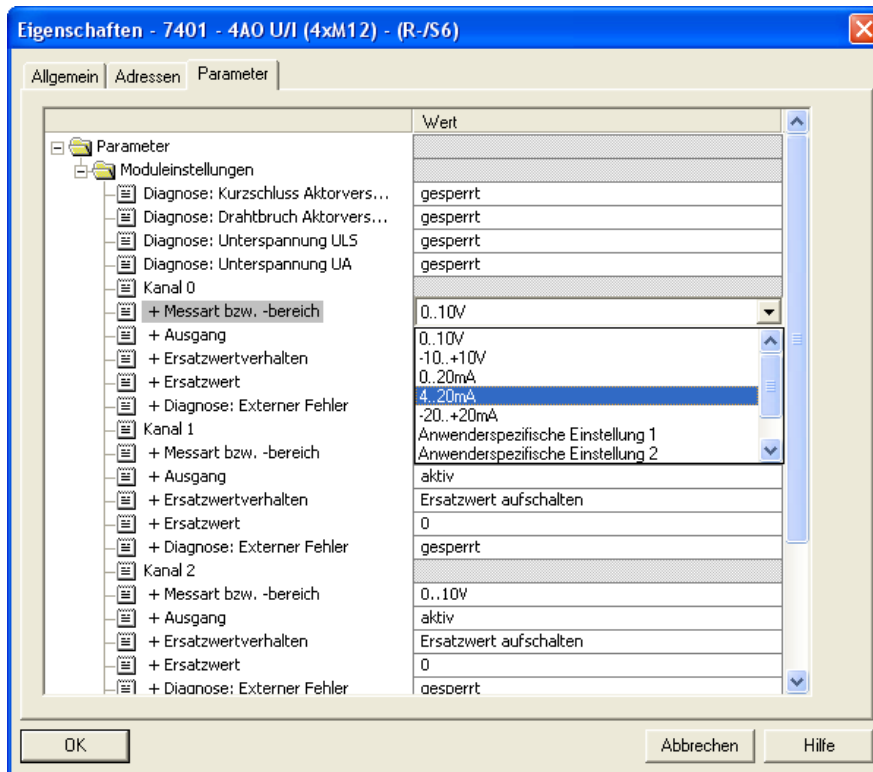 Eigenschaften - 7401 - 4AO U/I (4xM12) - (R-/S6)
Allgemein Adressen Parameter
Wert
Parameter
Moduleinstellungen
Diagnose: Kurzschluss Aktorvers... gesperrt
Diagnose: Drahtbruch Aktorvers... gesperrt
Diagnose: Unterspannung ULS gesperrt
Diagnose: Unterspannung UA gesperrt
Kanal 0
+ Messart bzw. -bereich 0..10V
+ Ausgang 0..10V
-10..+10V
+ Ersatzwertverhalten 0..20mA
+ Ersatzwert 4..20mA
+ Diagnose: Externer Fehler -20..+20mA
Kanal 1 Anwenderspezifische Einstellung 1
+ Messart bzw. -bereich Anwenderspezifische Einstellung 2
+ Ausgang aktiv
+ Ersatzwertverhalten Ersatzwert aufschalten
+ Ersatzwert 0
+ Diagnose: Externer Fehler gesperrt
Kanal 2
+ Messart bzw. -bereich 0..10V
+ Ausgang aktiv
+ Ersatzwertverhalten Ersatzwert aufschalten
+ Ersatzwert 0
+ Diagnose: Externer Fehler gesperrt
OK Abbrechen Hilfe